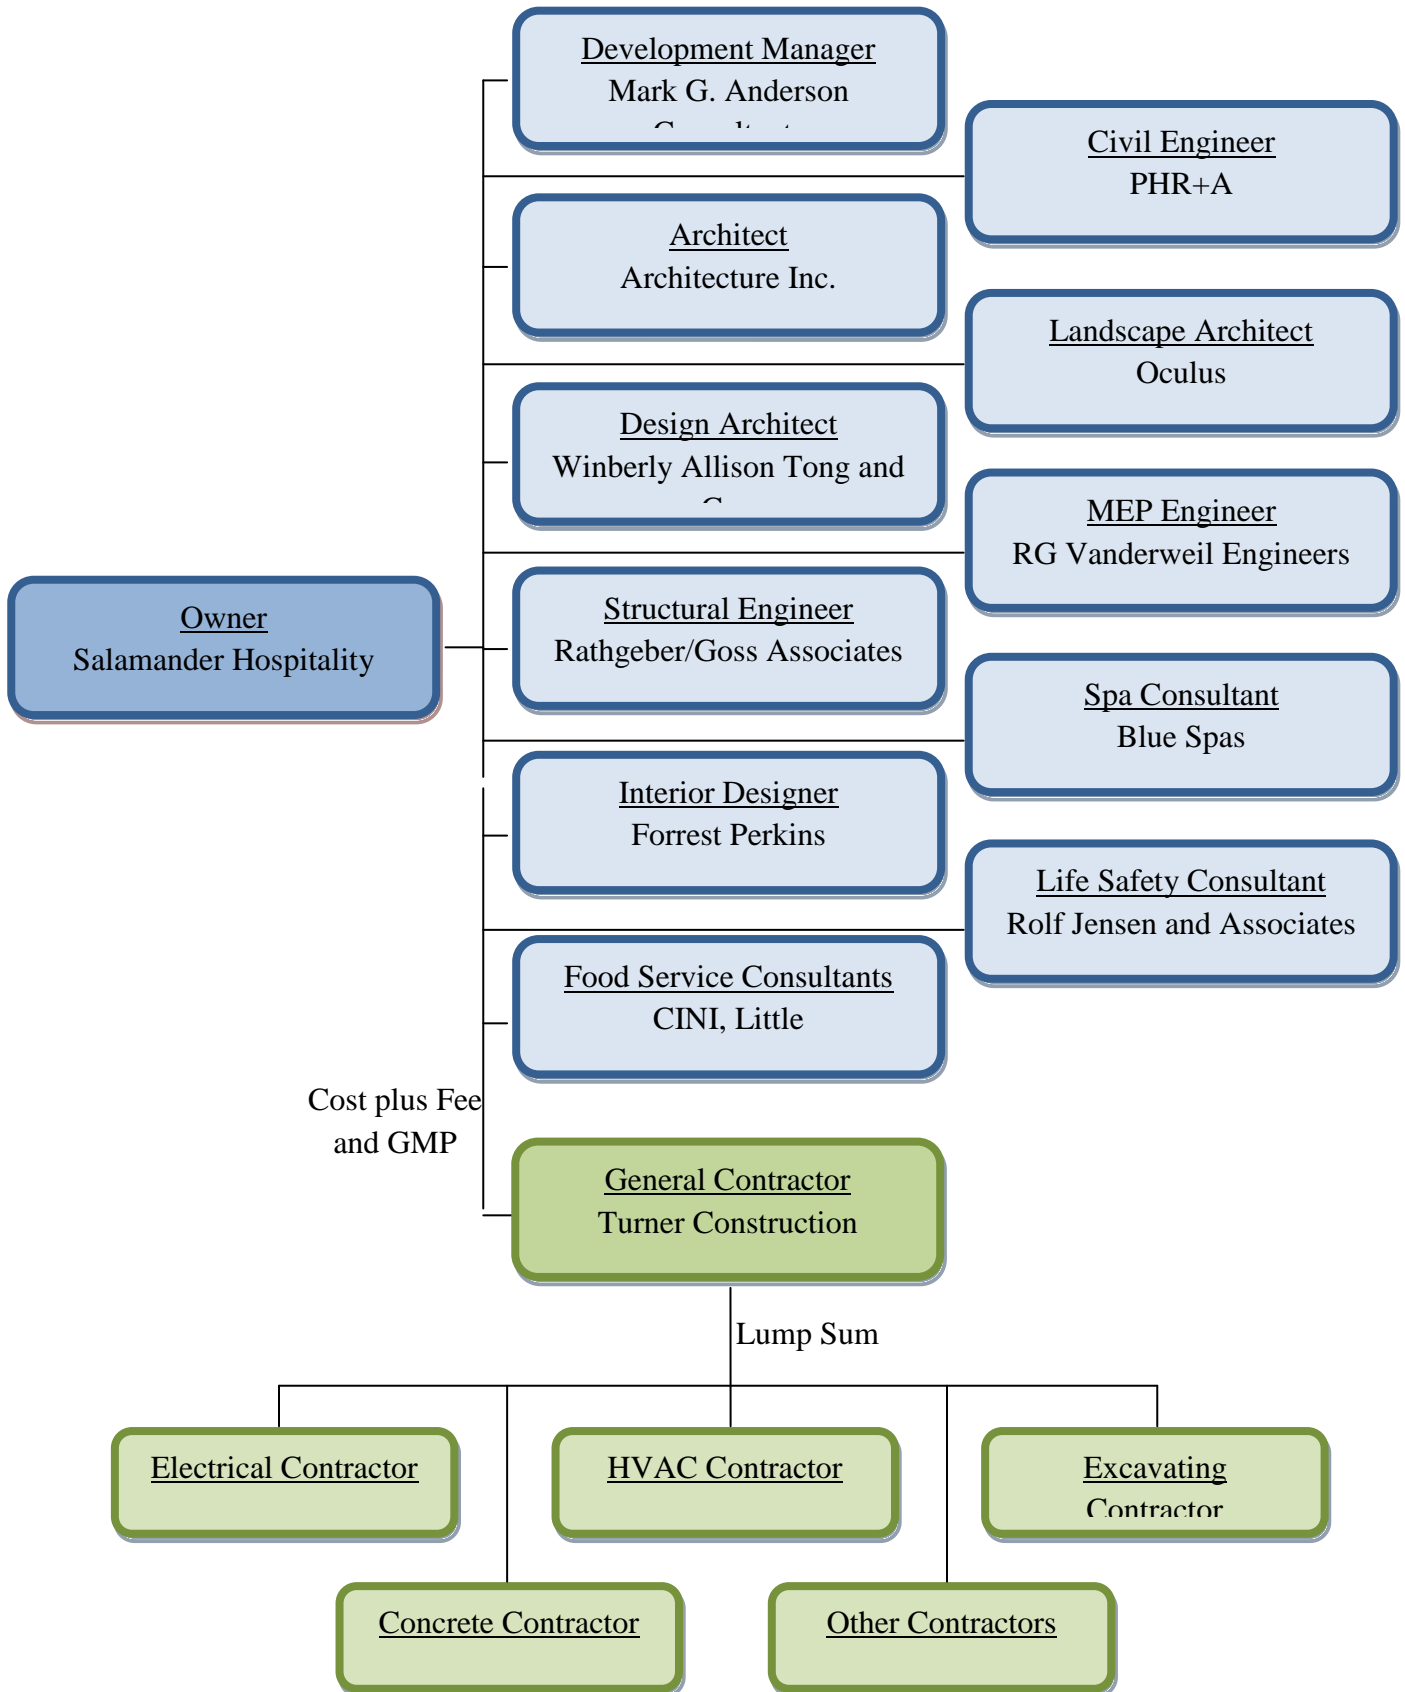 Development Manager
Mark G. Anderson
Civil Engineer
PHR+A
Architect
Architecture Inc.
Landscape Architect
Oculus
Design Architect
Winberly Allison Tong and
MEP Engineer
RG Vanderweil Engineers
Owner
Salamander Hospitality
Structural Engineer
Rathgeber/Goss Associates
Spa Consultant
Blue Spas
Interior Designer
Forrest Perkins
Life Safety Consultant
Rolf Jensen and Associates
Food Service Consultants
CINI, Little
Cost plus Fee
and GMP
General Contractor
Turner Construction
Lump Sum
Electrical Contractor
HVAC Contractor
Excavating
Contractor
Concrete Contractor
Other Contractors